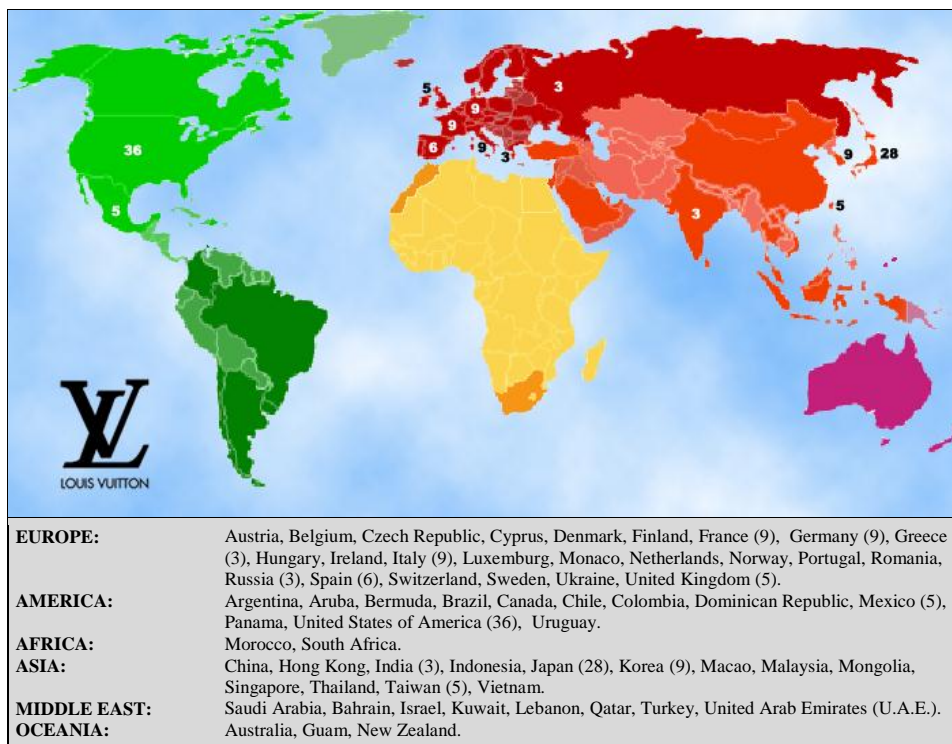 3
5
9
9
36
6
9
3
9
28
5
5
3
LV
LOUIS VUITTON
EUROPE: Austria, Belgium, Czech Republic, Cyprus, Denmark, Finland, France (9), Germany (9), Greece
(3), Hungary, Ireland, Italy (9), Luxemburg, Monaco, Netherlands, Norway, Portugal, Romania,
Russia (3), Spain (6), Switzerland, Sweden, Ukraine, United Kingdom (5).
AMERICA: Argentina, Aruba, Bermuda, Brazil, Canada, Chile, Colombia, Dominican Republic, Mexico (5),
Panama, United States of America (36), Uruguay.
AFRICA: Morocco, South Africa.
ASIA: China, Hong Kong, India (3), Indonesia, Japan (28), Korea (9), Macao, Malaysia, Mongolia,
Singapore, Thailand, Taiwan (5), Vietnam.
MIDDLE EAST: Saudi Arabia, Bahrain, Israel, Kuwait, Lebanon, Qatar, Turkey, United Arab Emirates (U.A.E.).
OCEANIA: Australia, Guam, New Zealand.